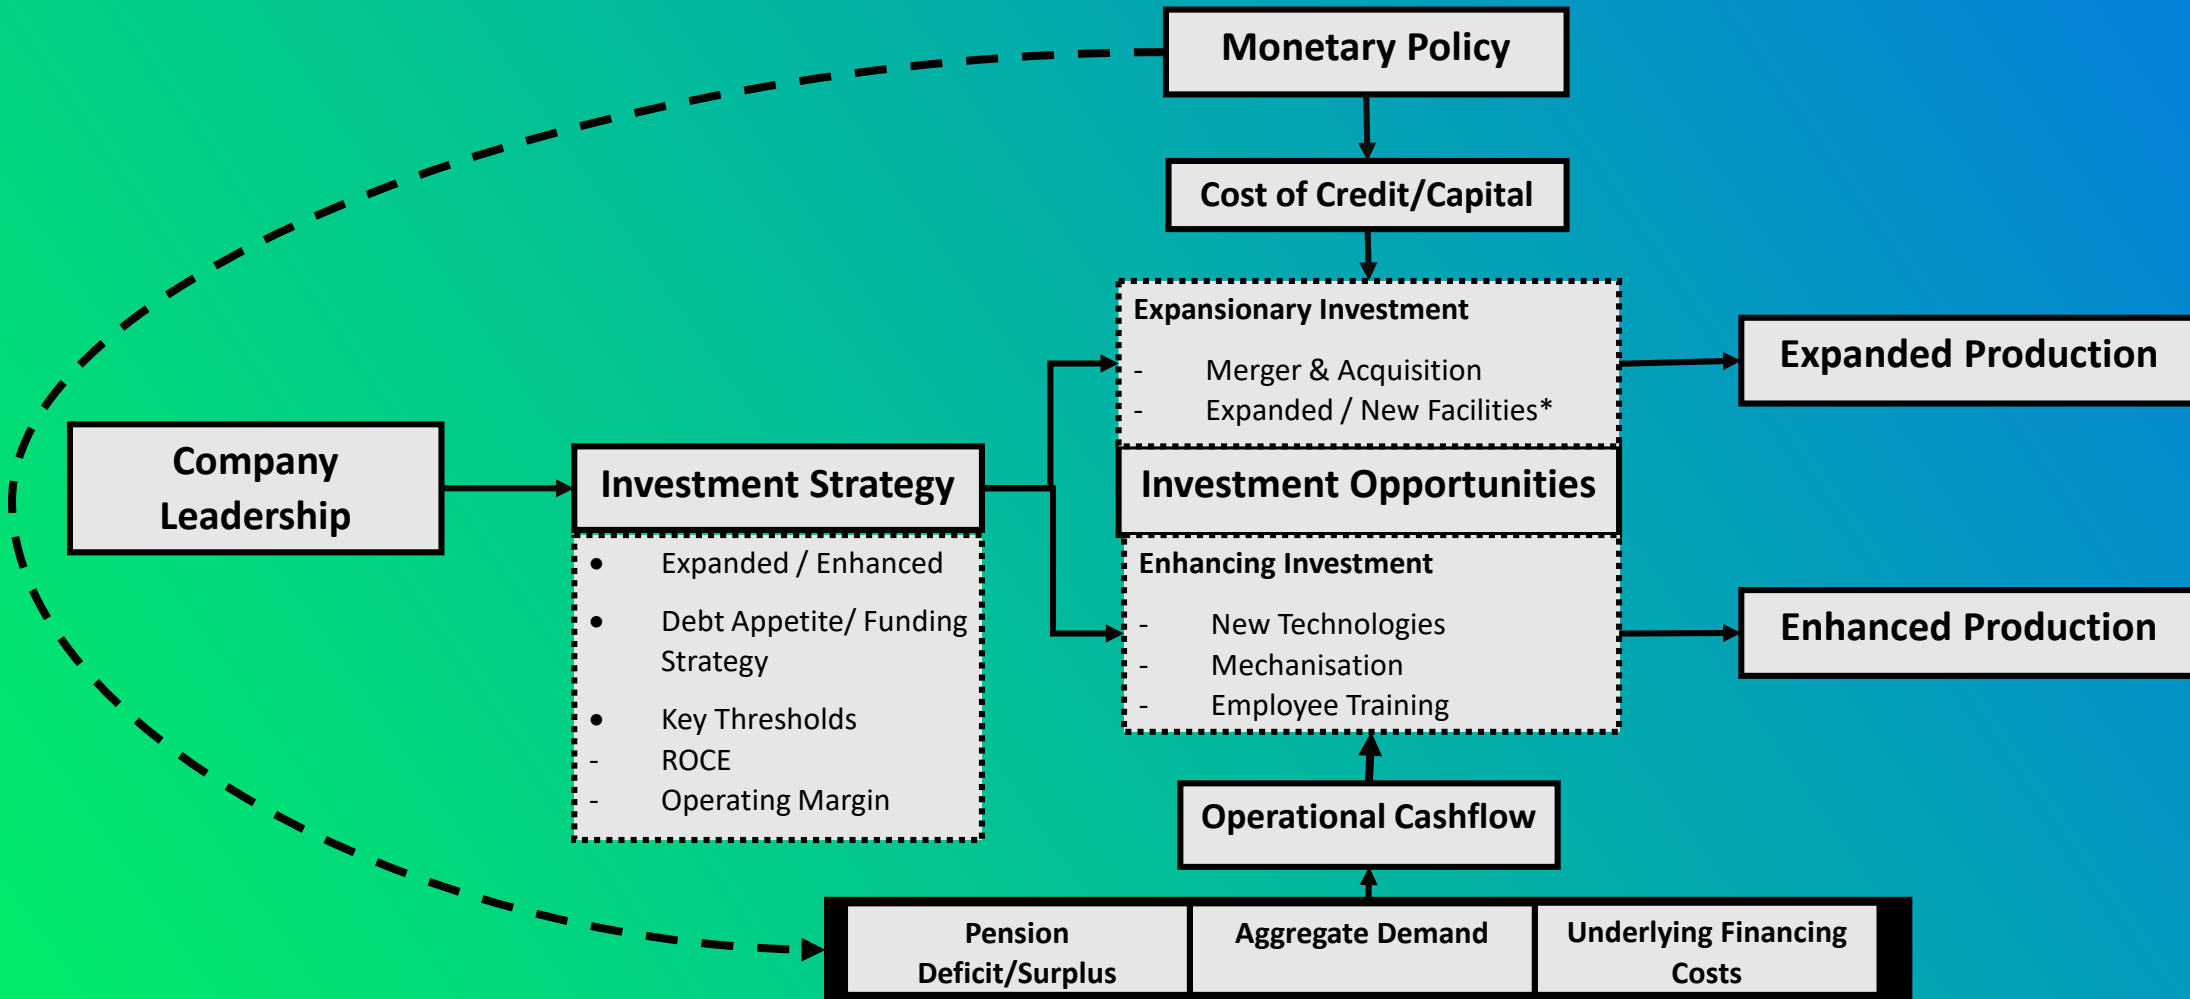 Monetary Policy
Cost of Credit/Capital
Expansionary Investment
- Merger & Acquisition
- Expanded / New Facilities*
Expanded Production
Company
Leadership
Investment Strategy
Investment Opportunities
● Expanded / Enhanced
● Debt Appetite/ Funding
Strategy
● Key Thresholds
- ROCE
- Operating Margin
Enhancing Investment
- New Technologies
- Mechanisation
- Employee Training
Enhanced Production
Operational Cashflow
Pension
Deficit/Surplus
Aggregate Demand
Underlying Financing
Costs